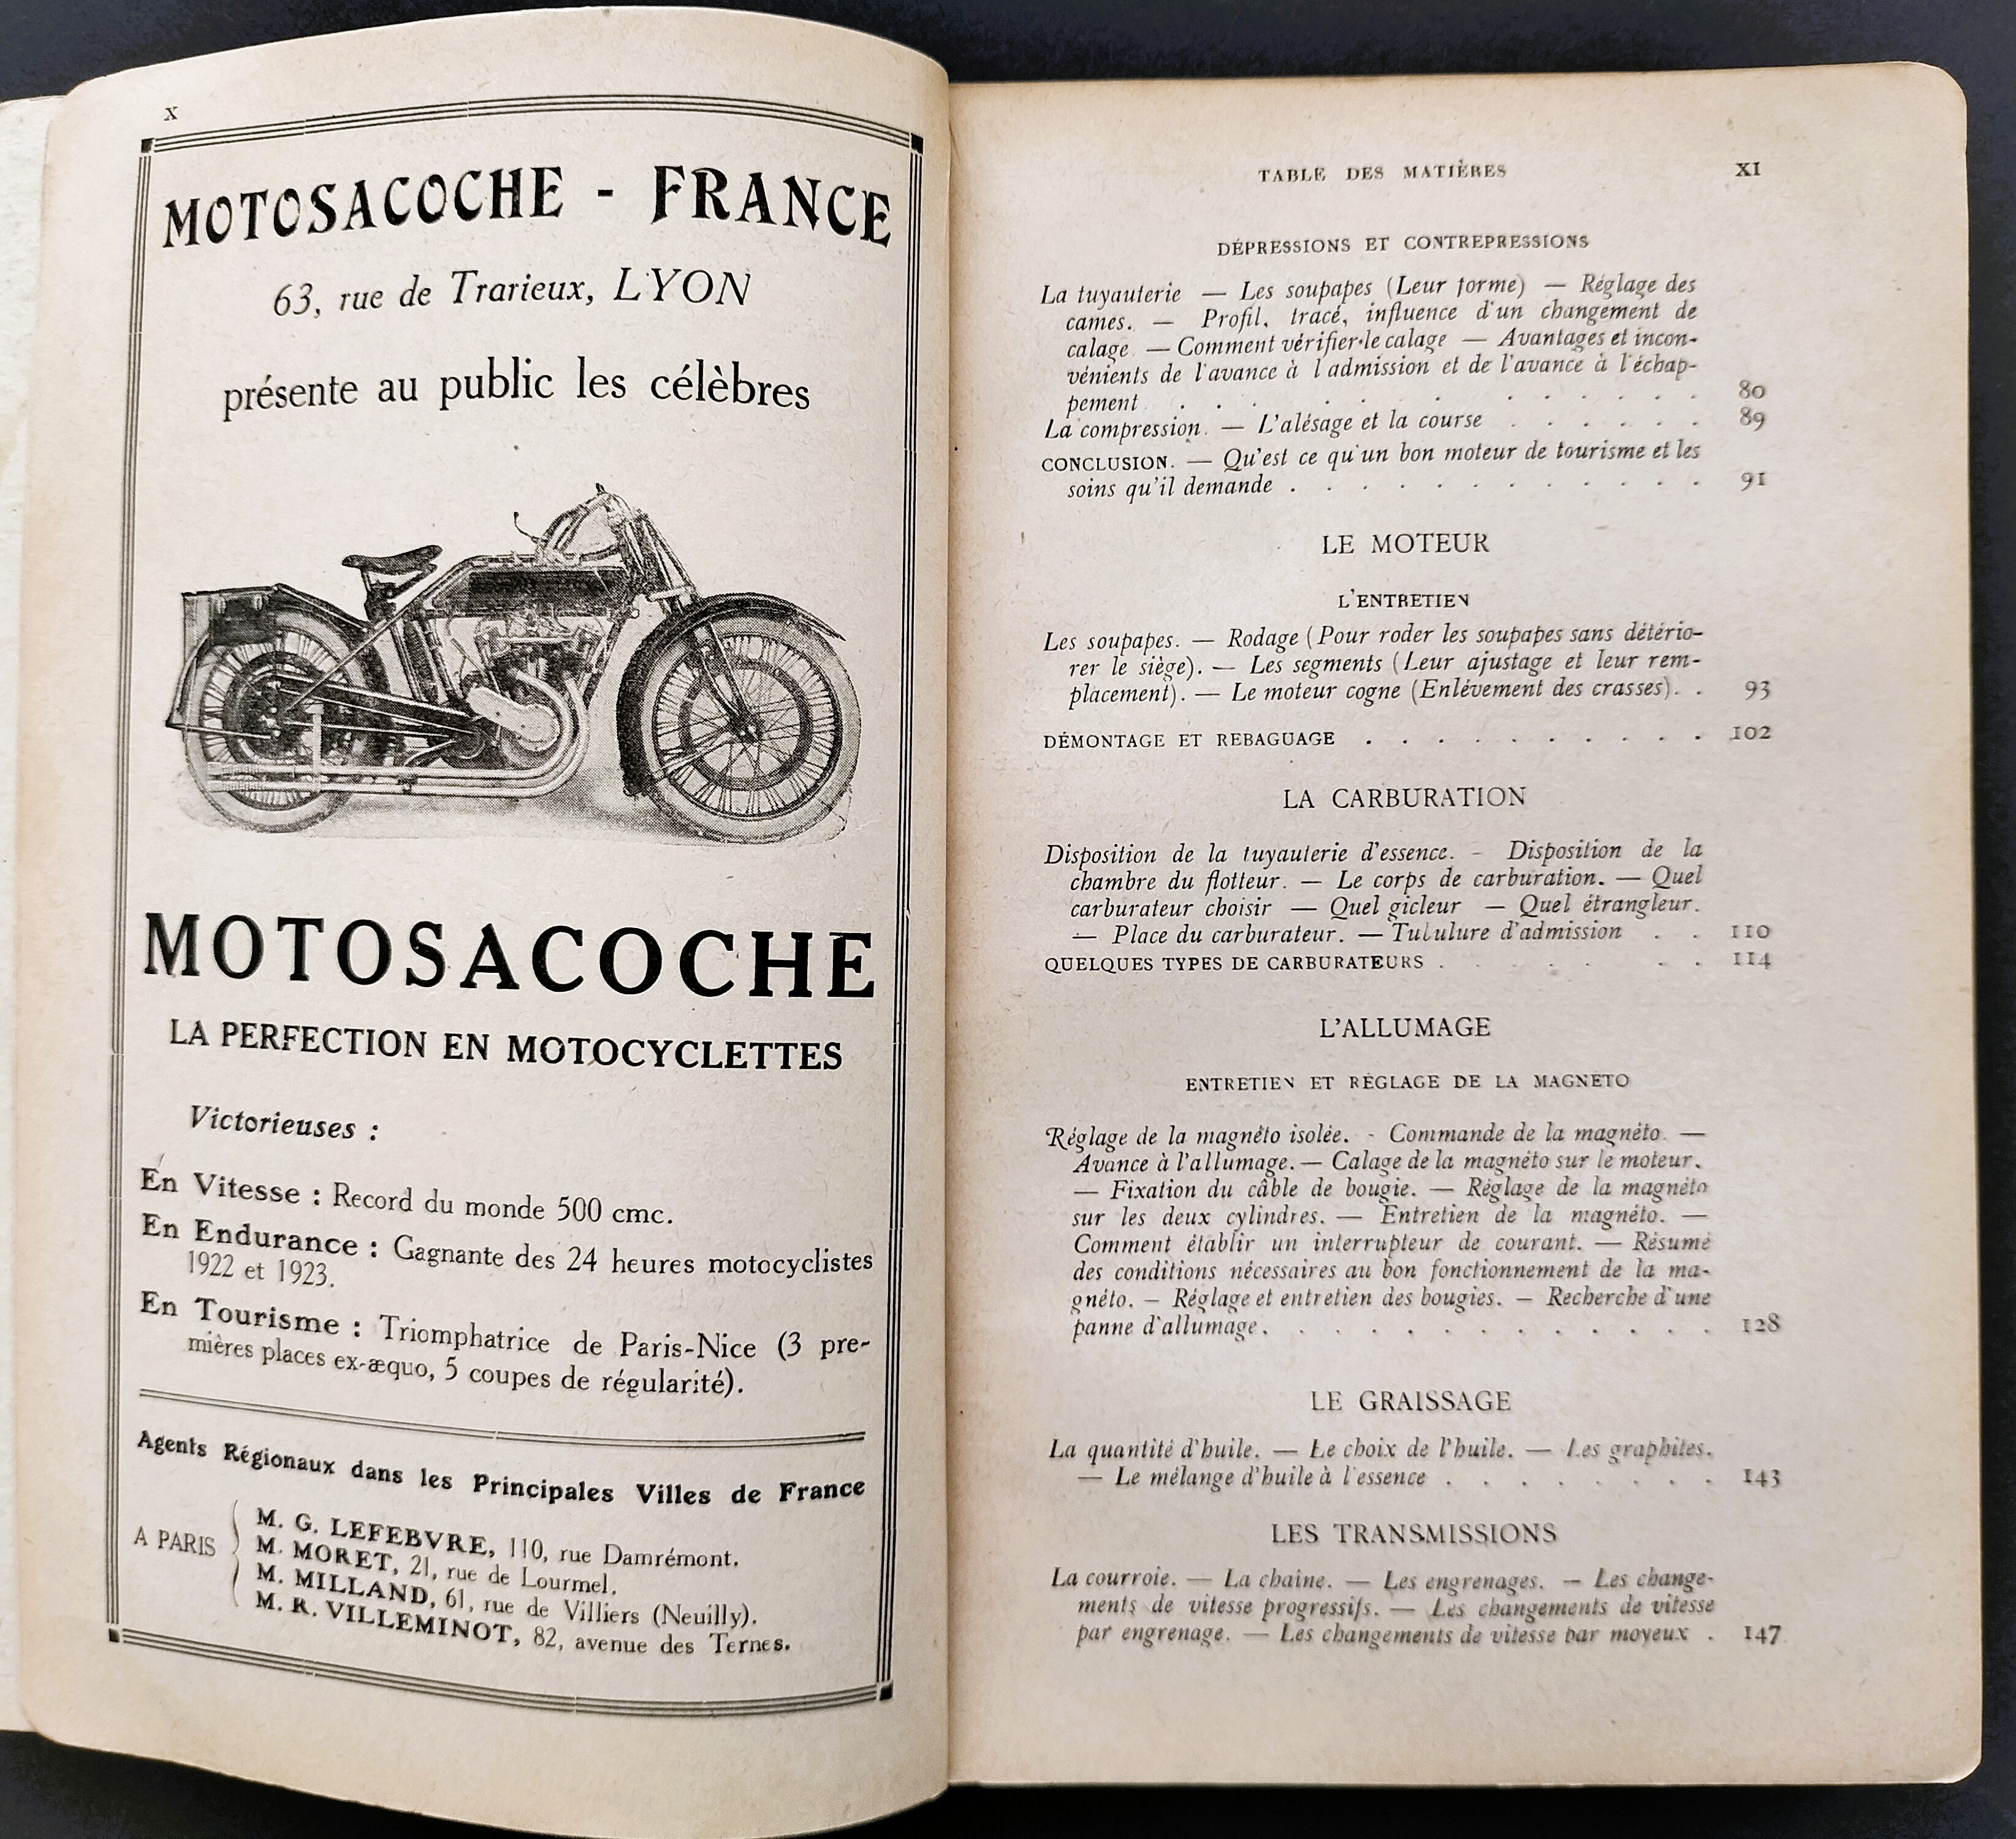 X
MOTOSACOCHE - FRANCE
63, rue de Trarieux, LYON
présente au public les célèbres
MOTOSACOCHE
LA PERFECTION EN MOTOCYCLETTES
Victorieuses :
En Vitesse : Record du monde 500 cmc.
En Endurance : Gagnante des 24 heures motocyclistes
1922 et 1923.
En Tourisme : Triomphatrice de Paris-Nice (3 pre-
mières places ex-æquo, 5 coupes de régularité).
Agents Régionaux dans les Principales Villes de France
A PARIS
M. G. LEFEBVRE, 110, rue Damrémont.
M. MORET, 21, rue de Lourmel.
M. MILLAND, 61, rue de Villiers (Neuilly).
M. R. VILLEMINOT, 82, avenue des Ternes.
TABLE DES MATIÈRES XI
DÉPRESSIONS ET CONTREPRESSIONS
La tuyauterie — Les soupapes (Leur forme) — Réglage des
cames. — Profil, tracé, influence d'un changement de
calage — Comment vérifier le calage — Avantages et incon-
vénients de l'avance à l'admission et de l'avance à l'échap-
pement . . . . . . . . . . . 80
La compression. — L'alésage et la course . . . . . . 89
CONCLUSION. — Qu'est ce qu'un bon moteur de tourisme et les
soins qu'il demande . . . . . . . . . . . . 91
LE MOTEUR
L'ENTRETIEN
Les soupapes. — Rodage (Pour roder les soupapes sans détério-
rer le siège). — Les segments (Leur ajustage et leur rem-
placement). — Le moteur cogne (Enlévement des crasses). . 93
DÉMONTAGE ET REBAGUAGE . . . . . . . . . . 102
LA CARBURATION
Disposition de la tuyauterie d'essence. - Disposition de la
chambre du flotteur. — Le corps de carburation. — Quel
carburateur choisir — Quel gicleur — Quel étrangleur.
— Place du carburateur. — Tubulure d'admission . . 110
QUELQUES TYPES DE CARBURATEURS . . . . . . 114
L'ALLUMAGE
ENTRETIEN ET RÉGLAGE DE LA MAGNÉTO
Réglage de la magnéto isolée. - Commande de la magnéto —
Avance à l'allumage. — Calage de la magnéto sur le moteur.
— Fixation du câble de bougie. — Réglage de la magnéto
sur les deux cylindres. — Entretien de la magnéto. —
Comment établir un interrupteur de courant. — Résumé
des conditions nécessaires au bon fonctionnement de la ma-
gnéto. — Réglage et entretien des bougies. — Recherche d'une
panne d'allumage. . . . . . . . . . . . . 128
LE GRAISSAGE
La quantité d'huile. — Le choix de l'huile. — Les graphites.
— Le mélange d'huile à l'essence . . . . . . . . 143
LES TRANSMISSIONS
La courroie. — La chaine. — Les engrenages. — Les change-
ments de vitesse progressifs. — Les changements de vitesse
par engrenage. — Les changements de vitesse par moyeux . 147